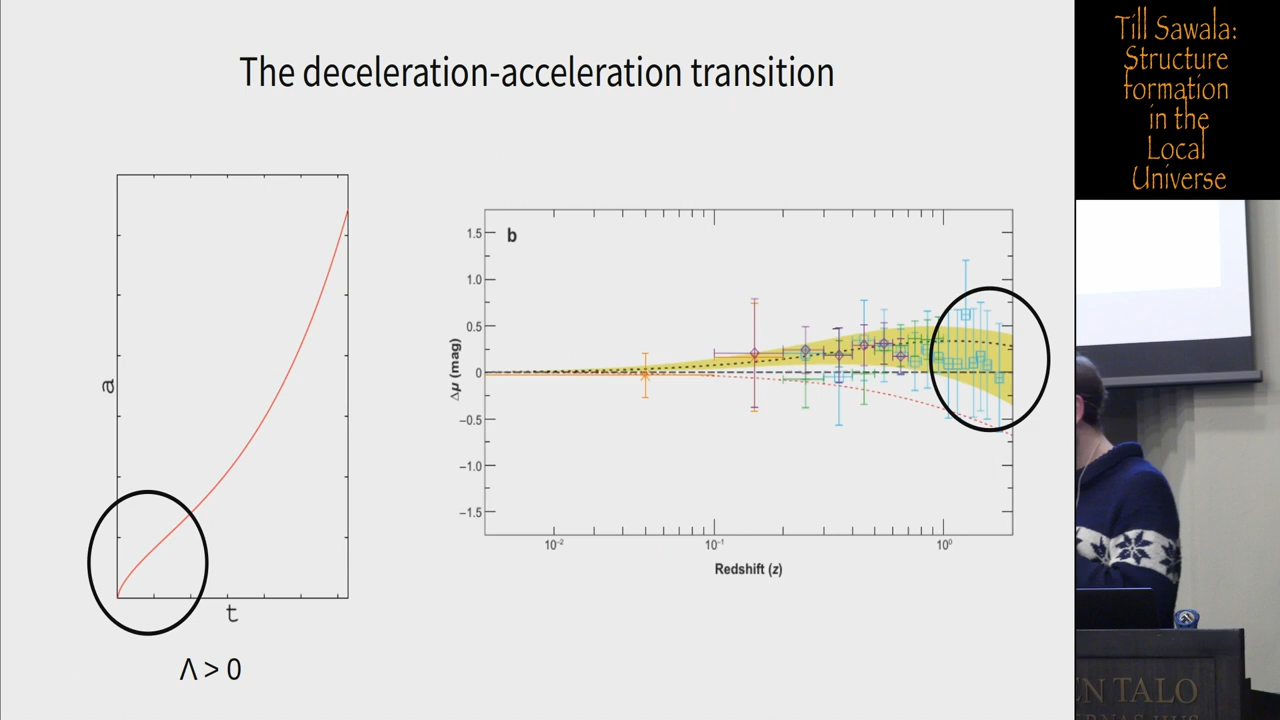 The deceleration-acceleration transition
a
t
Λ > 0
b
Δμ (mag)
1.5
1.0
0.5
0
−0.5
−1.0
−1.5
10⁻²
10⁻¹
10⁰
Redshift (z)
Till Sawala:
Structure
formation
in the
Local
Universe
EN TALO